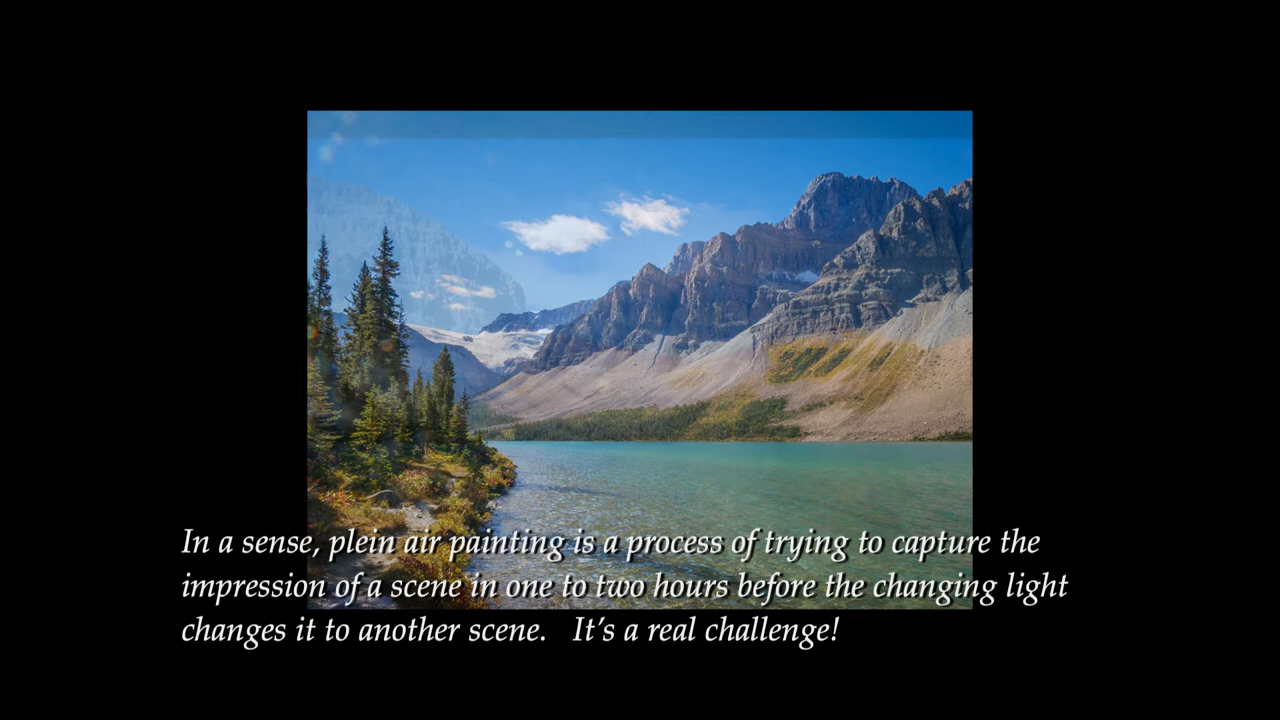 In a sense, plein air painting is a process of trying to capture the
impression of a scene in one to two hours before the changing light
changes it to another scene.   It’s a real challenge!